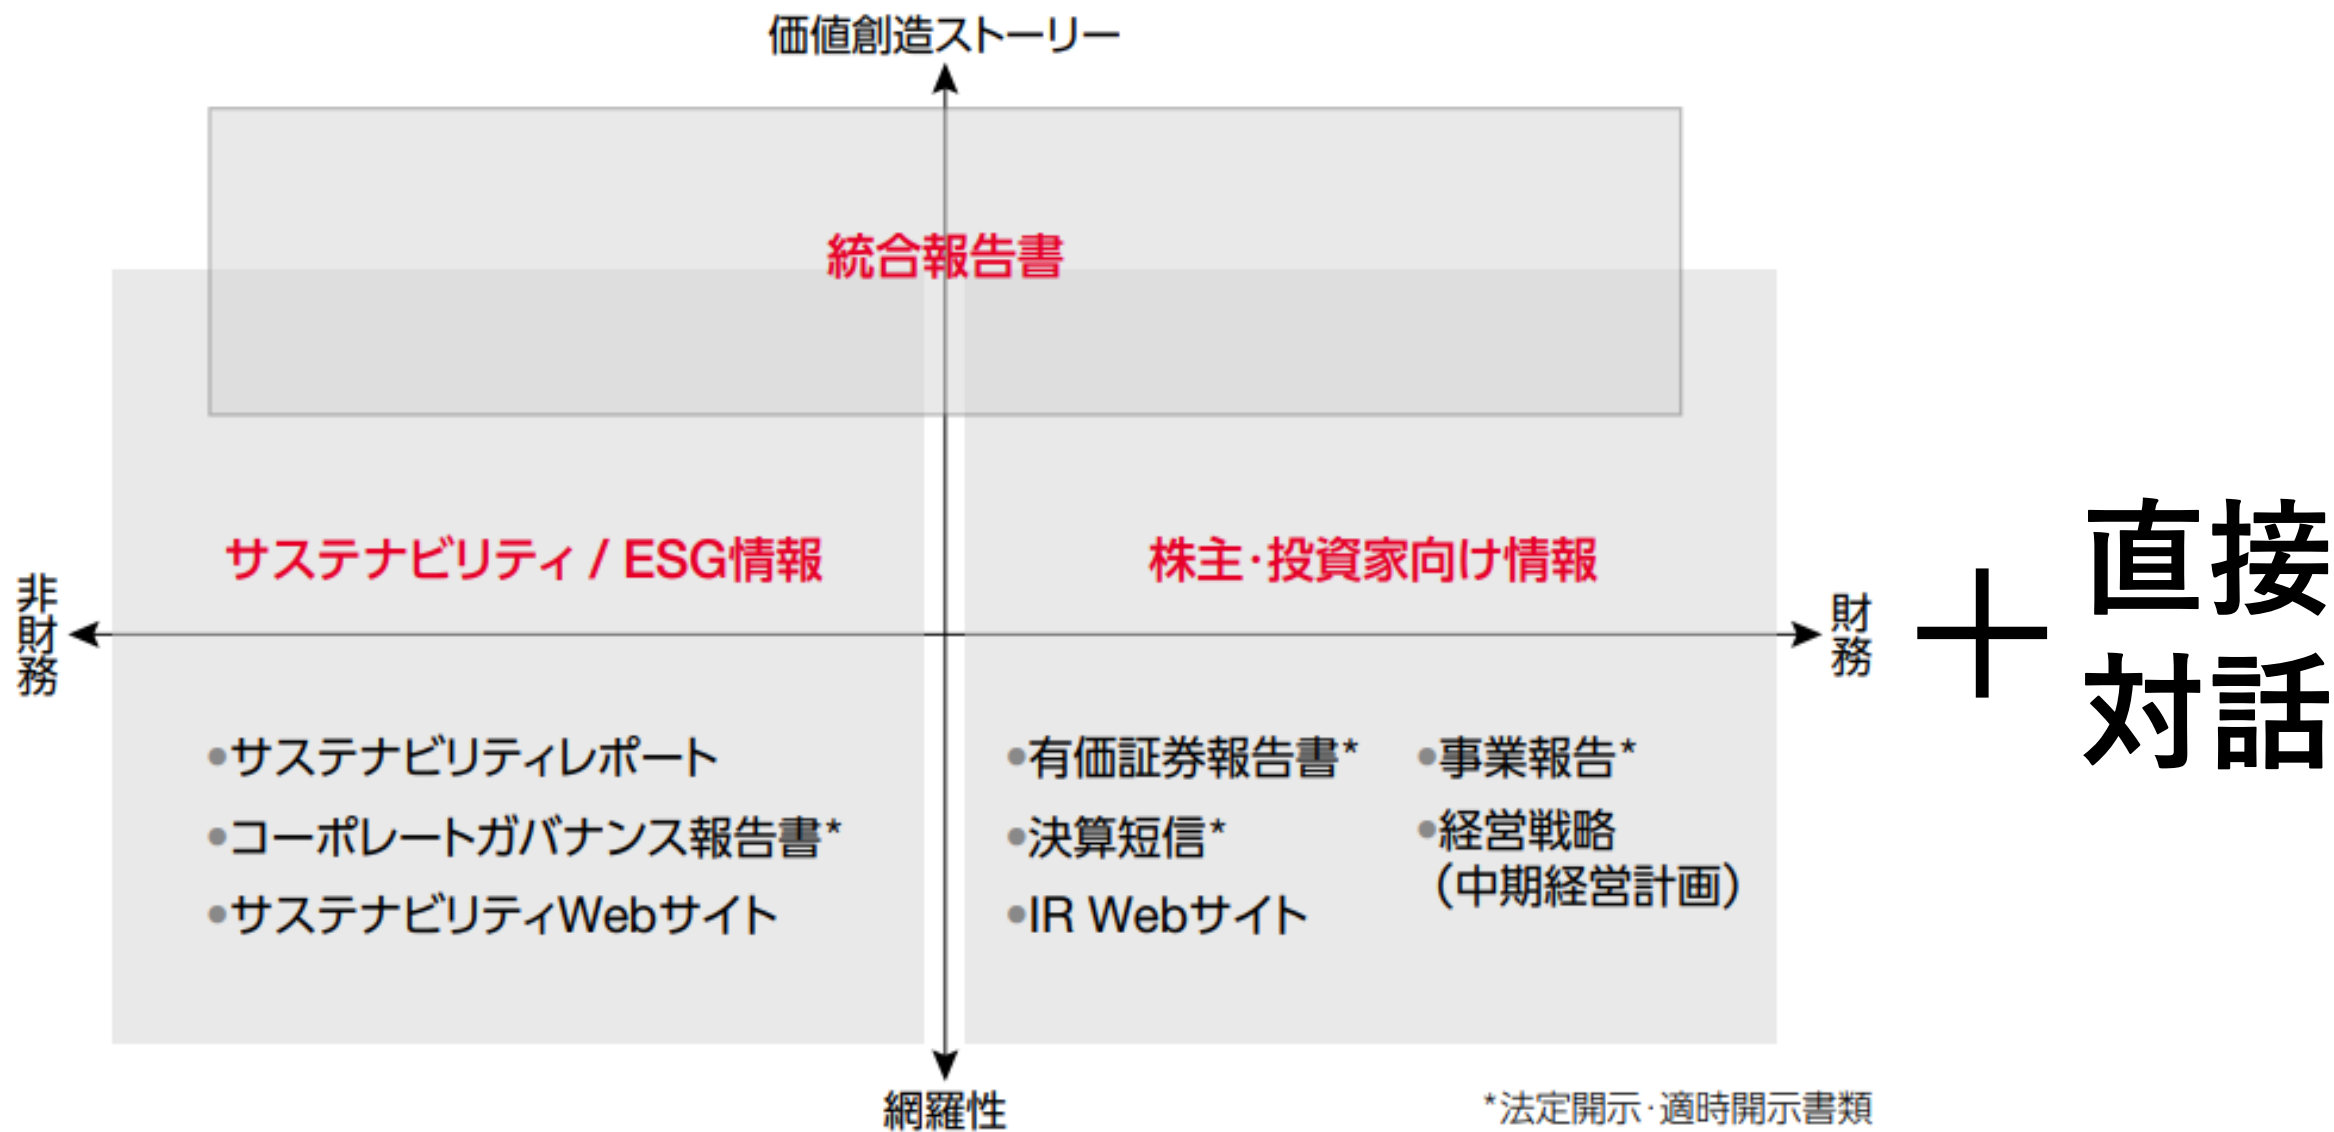 価値創造ストーリー
統合報告書
サステナビリティ / ESG情報
株主・投資家向け情報
非財務
財務
＋
直接
対話
●サステナビリティレポート
●コーポレートガバナンス報告書*
●サステナビリティWebサイト
●有価証券報告書*
●決算短信*
●IR Webサイト
●事業報告*
●経営戦略
（中期経営計画）
網羅性
*法定開示・適時開示書類